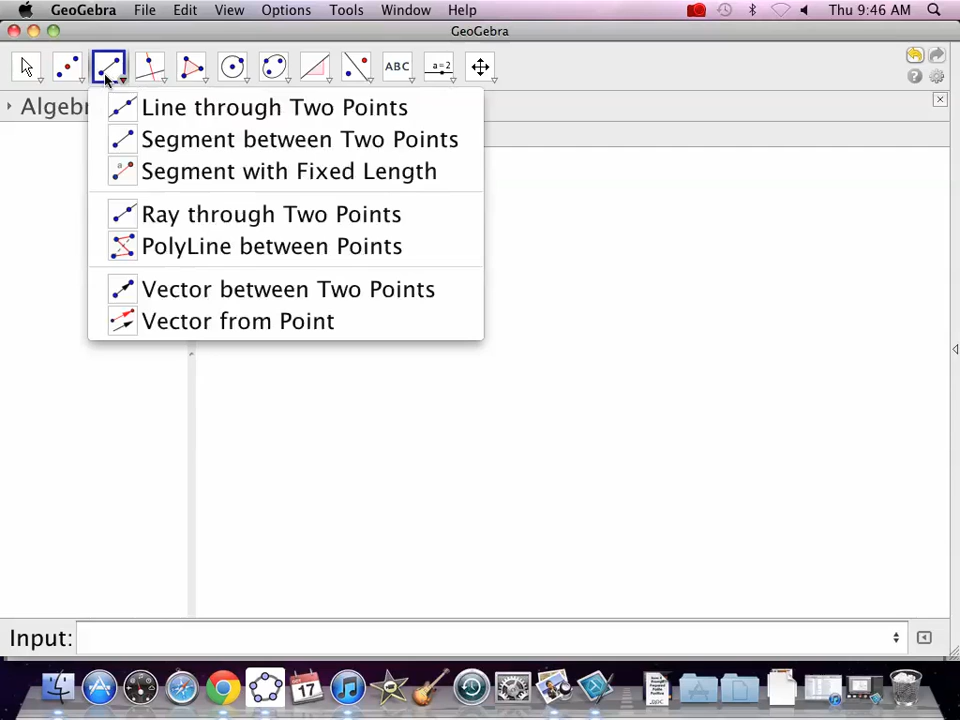 GeoGebra File Edit View Options Tools Window Help Thu 9:46 AM
GeoGebra
ABC a=2
Algeb
Line through Two Points
Segment between Two Points
a Segment with Fixed Length
Ray through Two Points
PolyLine between Points
Vector between Two Points
Vector from Point
Input:
17